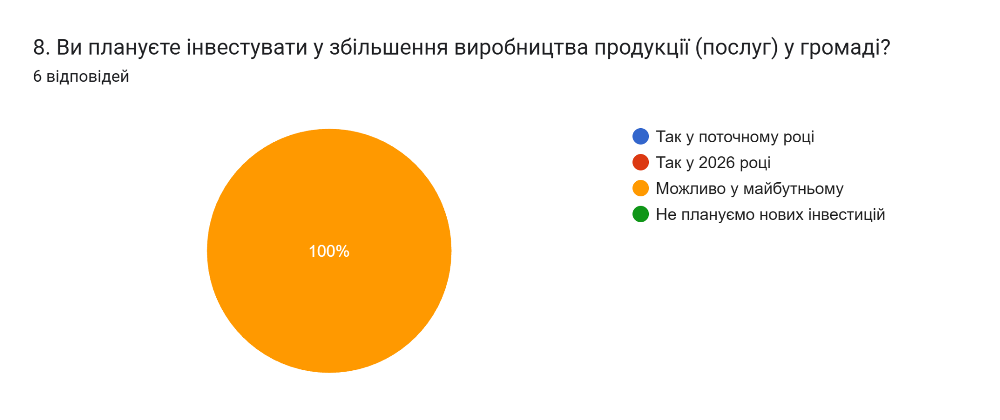 8. Ви плануєте інвестувати у збільшення виробництва продукції (послуг) у громаді?
6 відповідей
Так у поточному році
Так у 2026 році
Можливо у майбутньому
Не плануємо нових інвестицій
100%